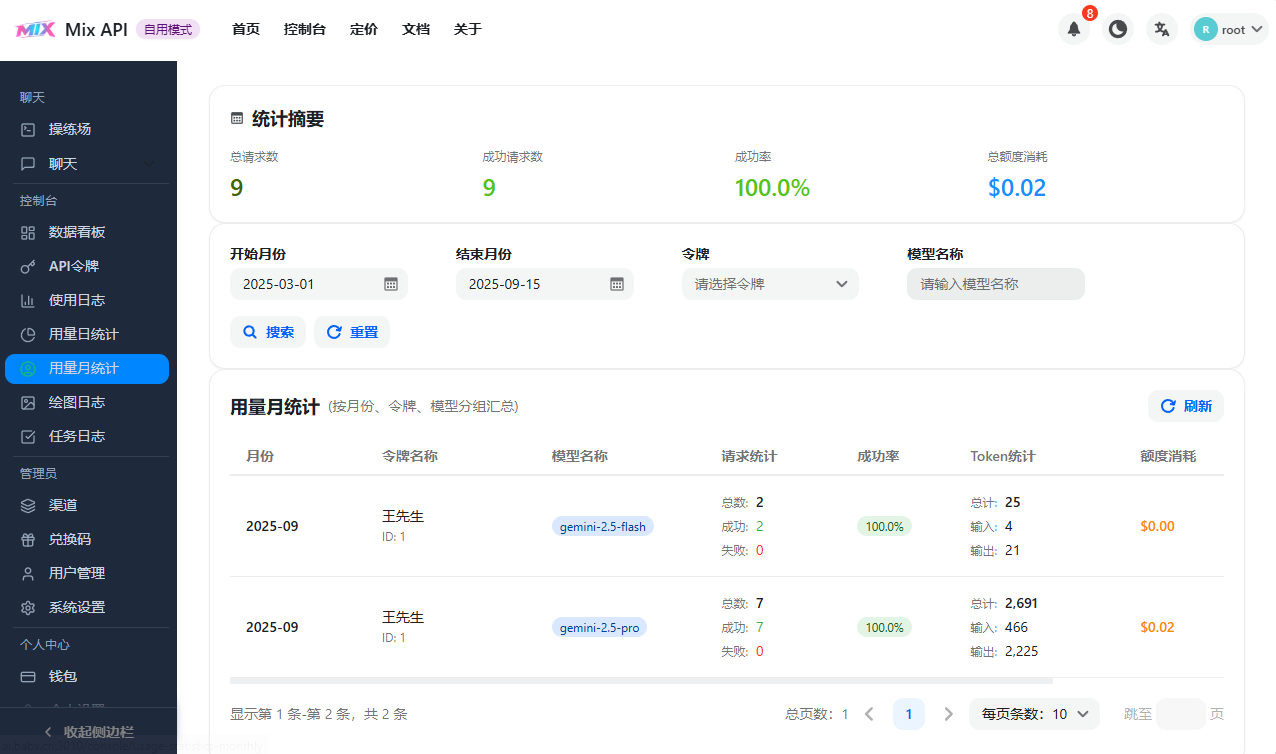 MIX Mix API 自用模式 首页 控制台 定价 文档 关于 8 R root
聊天
操练场
聊天
控制台
数据看板
API令牌
使用日志
用量日统计
用量月统计
绘图日志
任务日志
管理员
渠道
兑换码
用户管理
系统设置
个人中心
钱包
收起侧边栏
统计摘要
总请求数 成功请求数 成功率 总额度消耗
9 9 100.0% $0.02
开始月份 结束月份 令牌 模型名称
2025-03-01 2025-09-15 请选择令牌 请输入模型名称
搜索 重置
用量月统计 (按月份、令牌、模型分组汇总) 刷新
月份 令牌名称 模型名称 请求统计 成功率 Token统计 额度消耗
2025-09 王先生 ID: 1 gemini-2.5-flash 总数: 2 成功: 2 失败: 0 100.0% 总计: 25 输入: 4 输出: 21 $0.00
2025-09 王先生 ID: 1 gemini-2.5-pro 总数: 7 成功: 7 失败: 0 100.0% 总计: 2,691 输入: 466 输出: 2,225 $0.02
显示第 1 条-第 2 条，共 2 条 总页数：1 1 每页条数：10 跳至 页